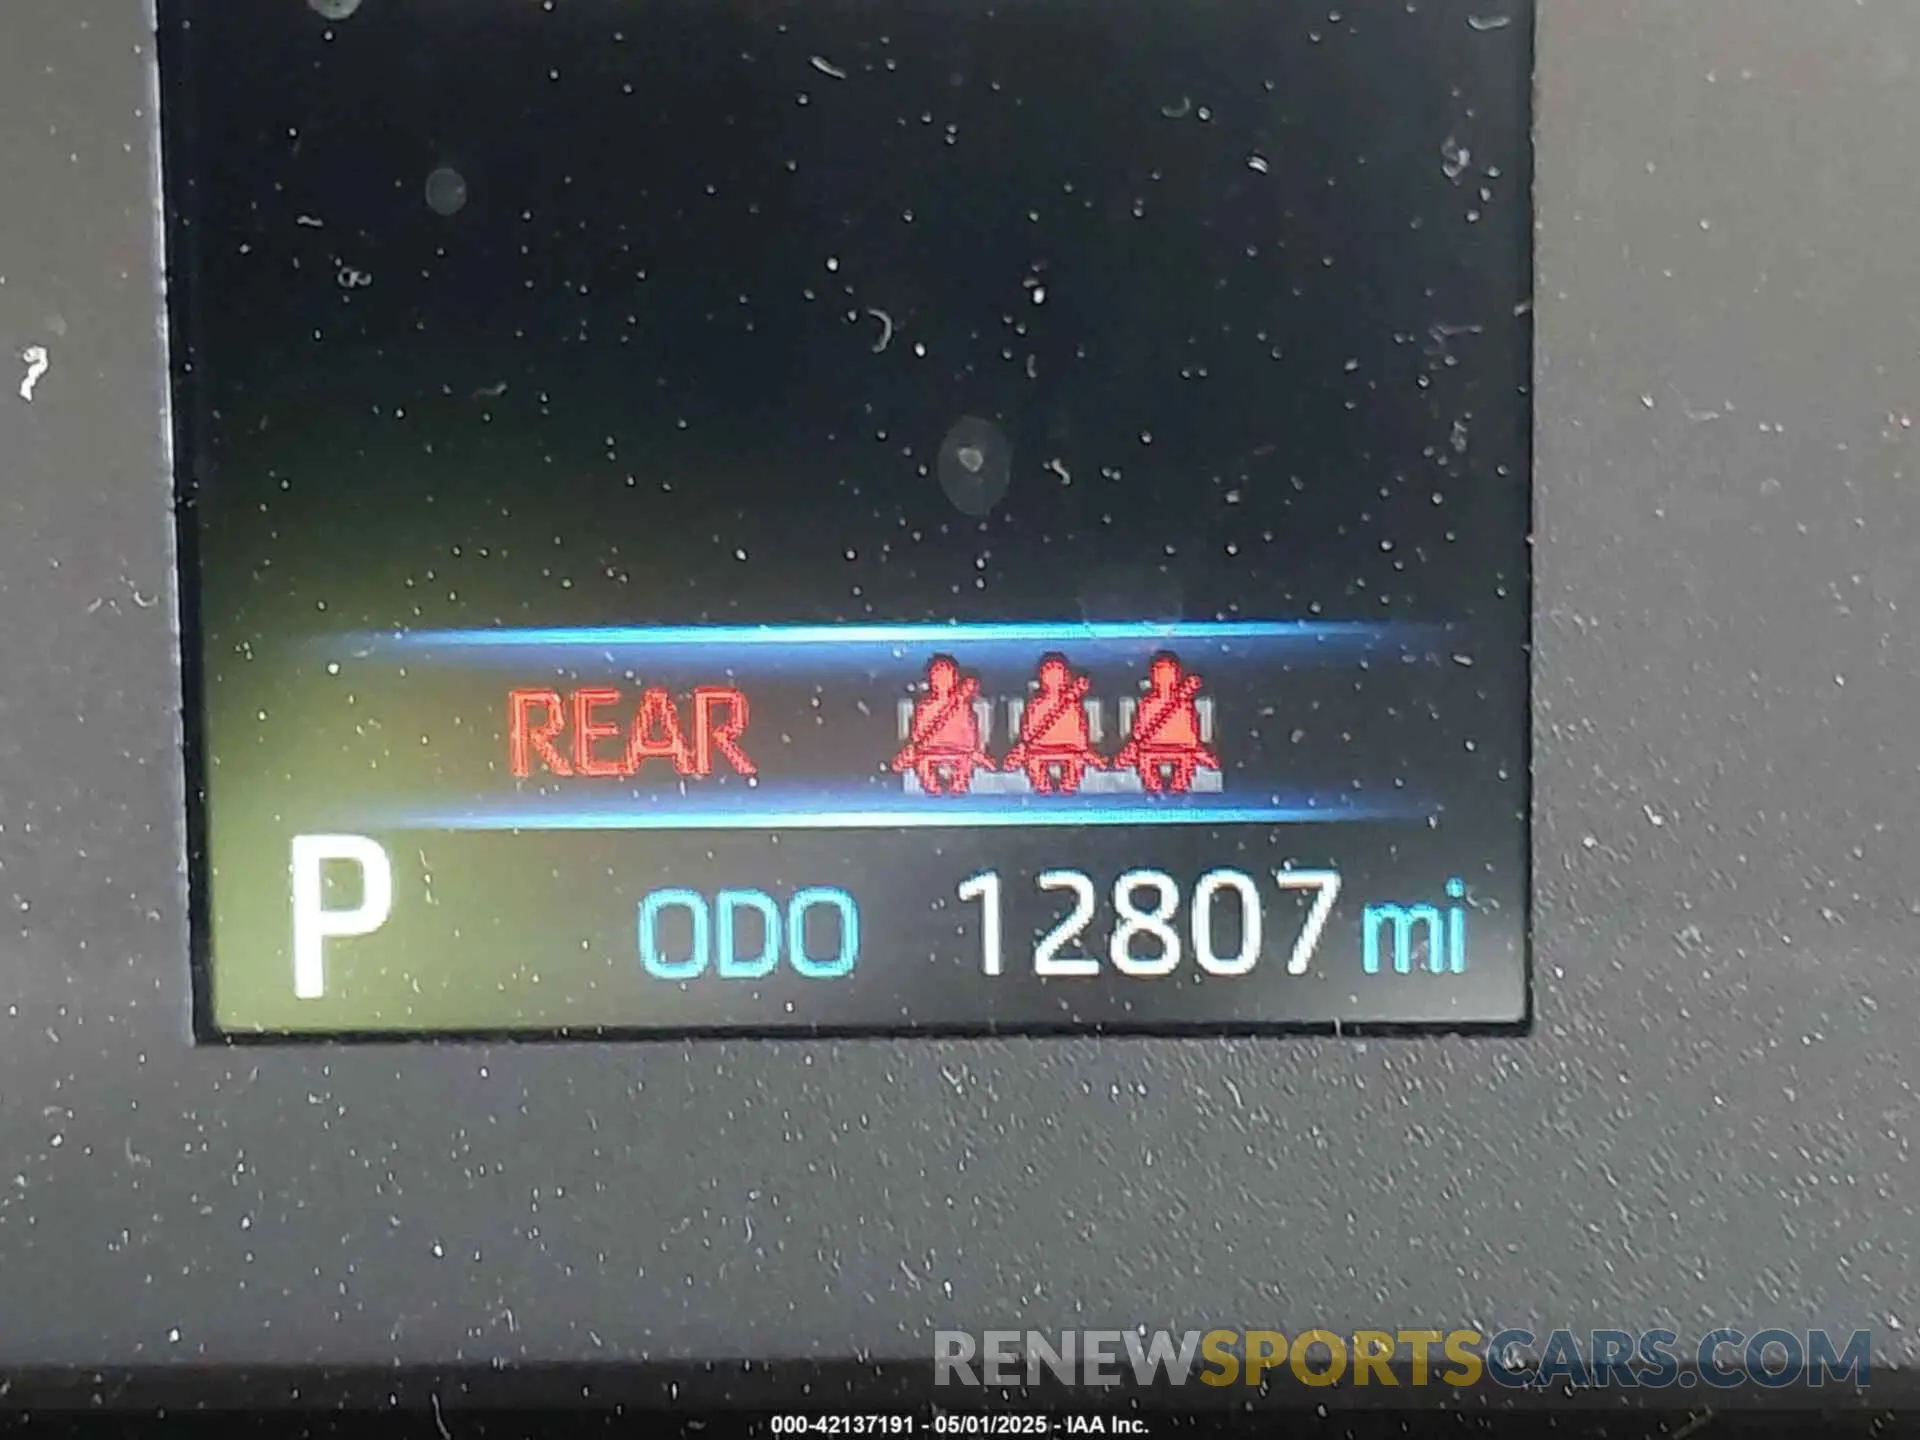 REAR
P ODO 12807 mi
RENEWSPORTSCARS.COM
000-42137191 - 05/01/2025 - IAA Inc.